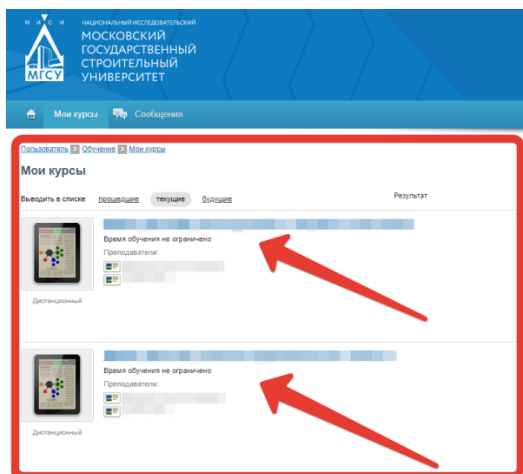 МИСИ
НАЦИОНАЛЬНЫЙ ИССЛЕДОВАТЕЛЬСКИЙ
МОСКОВСКИЙ
ГОСУДАРСТВЕННЫЙ
СТРОИТЕЛЬНЫЙ
УНИВЕРСИТЕТ
МГСУ
Мои курсы Сообщения
Пользователь Обучение Мои курсы
Мои курсы
Выводить в списке: прошедшие текущие будущие Результат
Время обучения не ограничено
Преподаватели:
Дистанционный
Время обучения не ограничено
Преподаватели:
Дистанционный